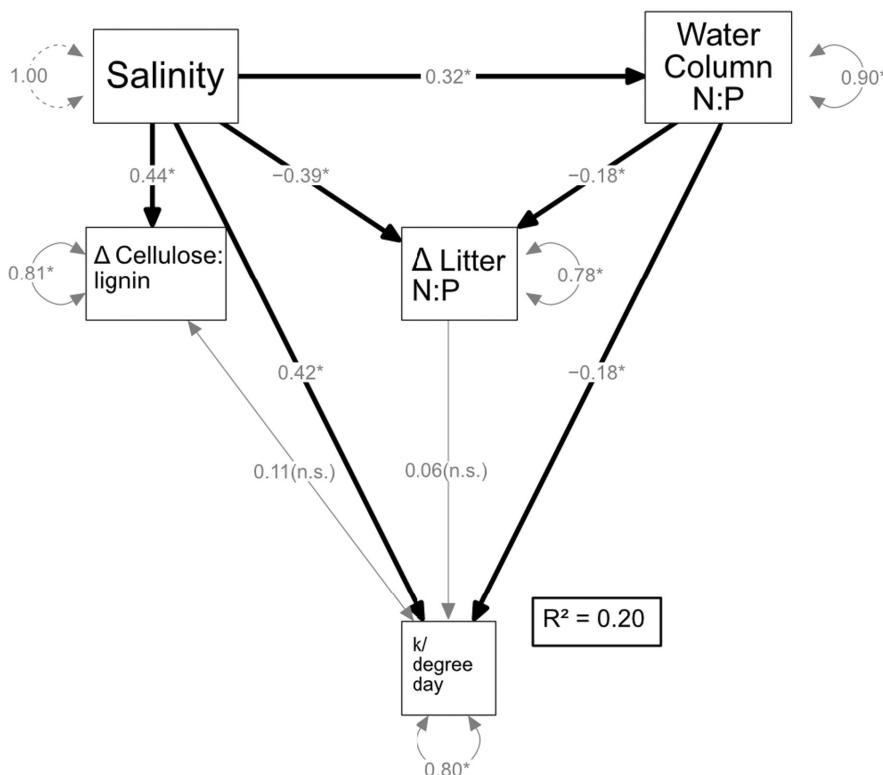 Salinity
Water
Column
N:P
1.00
0.32*
0.90*
0.44*
−0.39*
−0.18*
Δ Cellulose:
lignin
Δ Litter
N:P
0.81*
0.78*
0.42*
−0.18*
0.11(n.s.)
0.06(n.s.)
R² = 0.20
k/
degree
day
0.80*